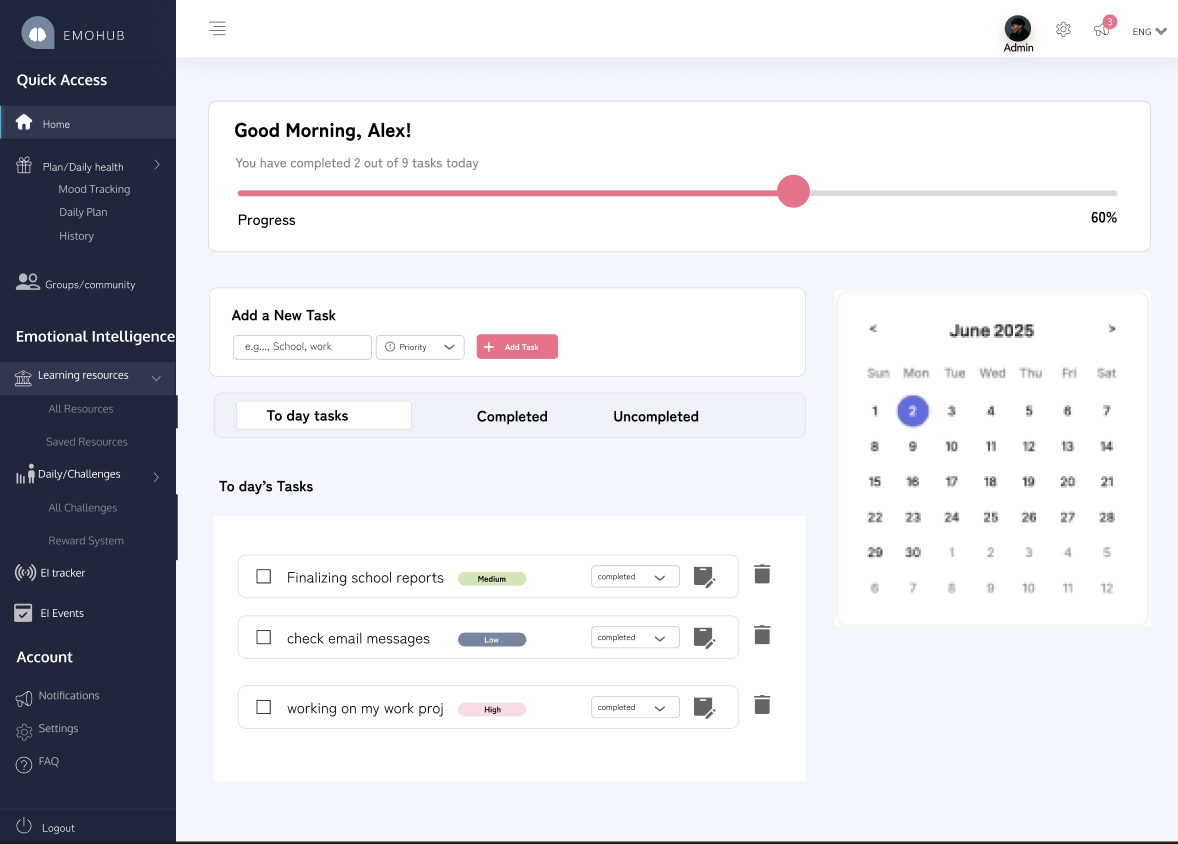 EMOHUB
Quick Access
Home
Plan/Daily health
Mood Tracking
Daily Plan
History
Groups/community
Emotional Intelligence
Learning resources
All Resources
Saved Resources
Daily/Challenges
All Challenges
Reward System
EI tracker
EI Events
Account
Notifications
Settings
FAQ
Logout
Admin
3
ENG
Good Morning, Alex!
You have completed 2 out of 9 tasks today
Progress
60%
Add a New Task
e.g..., School, work
Priority
Add Task
To day tasks Completed Uncompleted
To day's Tasks
Finalizing school reports Medium completed
check email messages Low completed
working on my work proj High completed
< June 2025 >
Sun Mon Tue Wed Thu Fri Sat
1 2 3 4 5 6 7
8 9 10 11 12 13 14
15 16 17 18 19 20 21
22 23 24 25 26 27 28
29 30 1 2 3 4 5
6 7 8 9 10 11 12